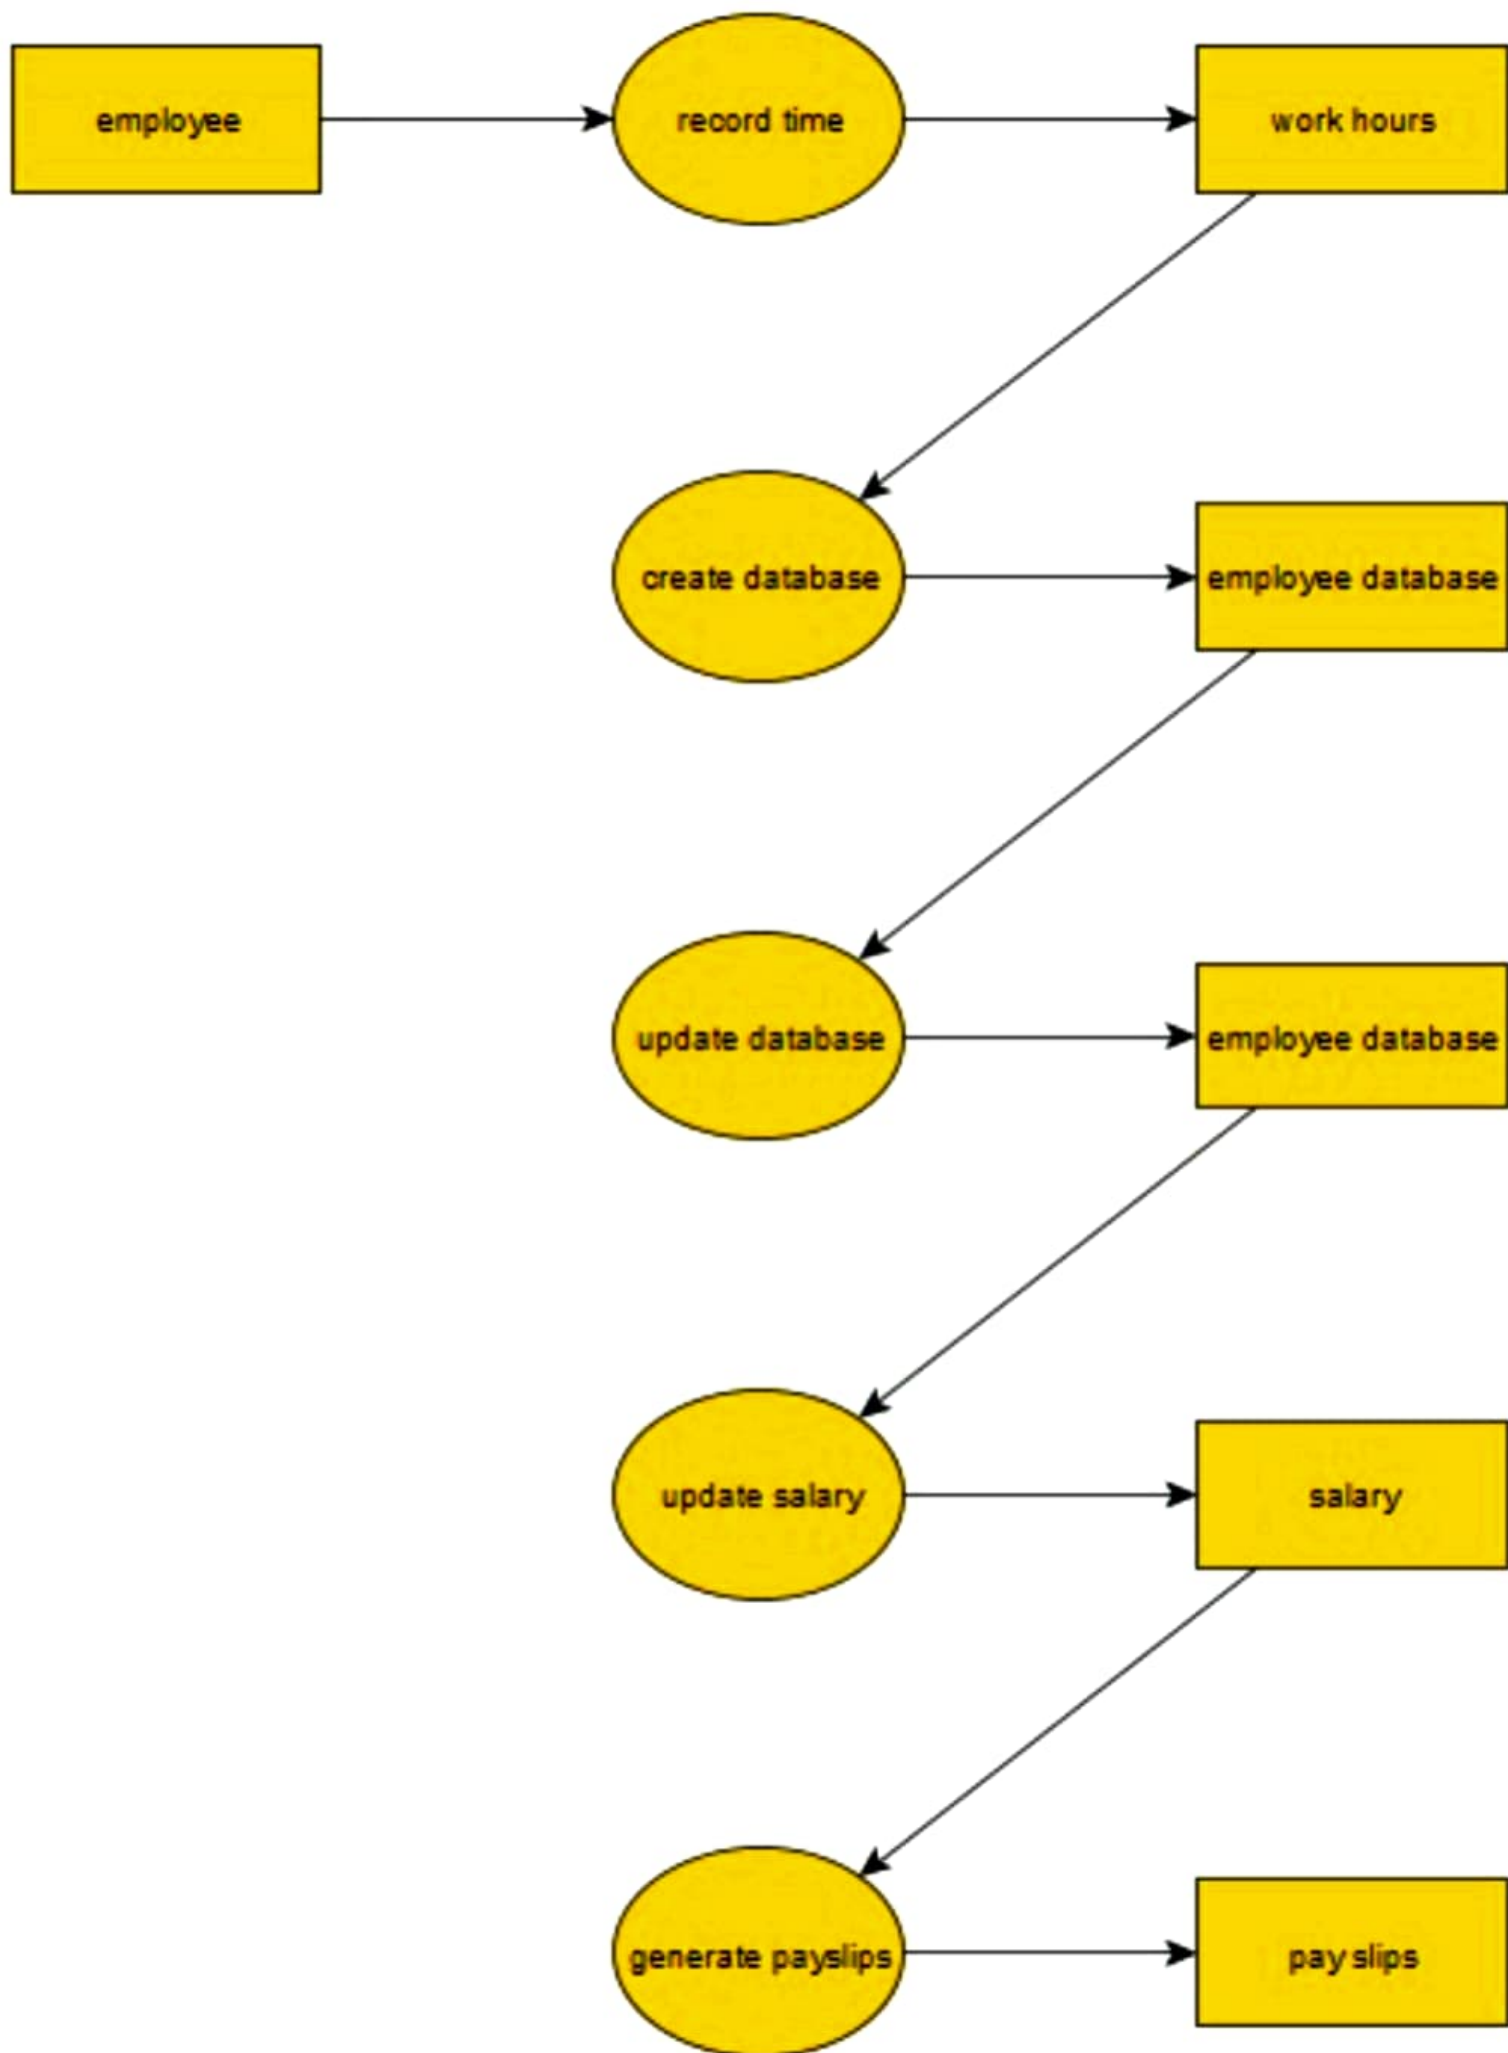 employee
record time
work hours
create database
employee database
update database
employee database
update salary
salary
generate payslips
pay slips